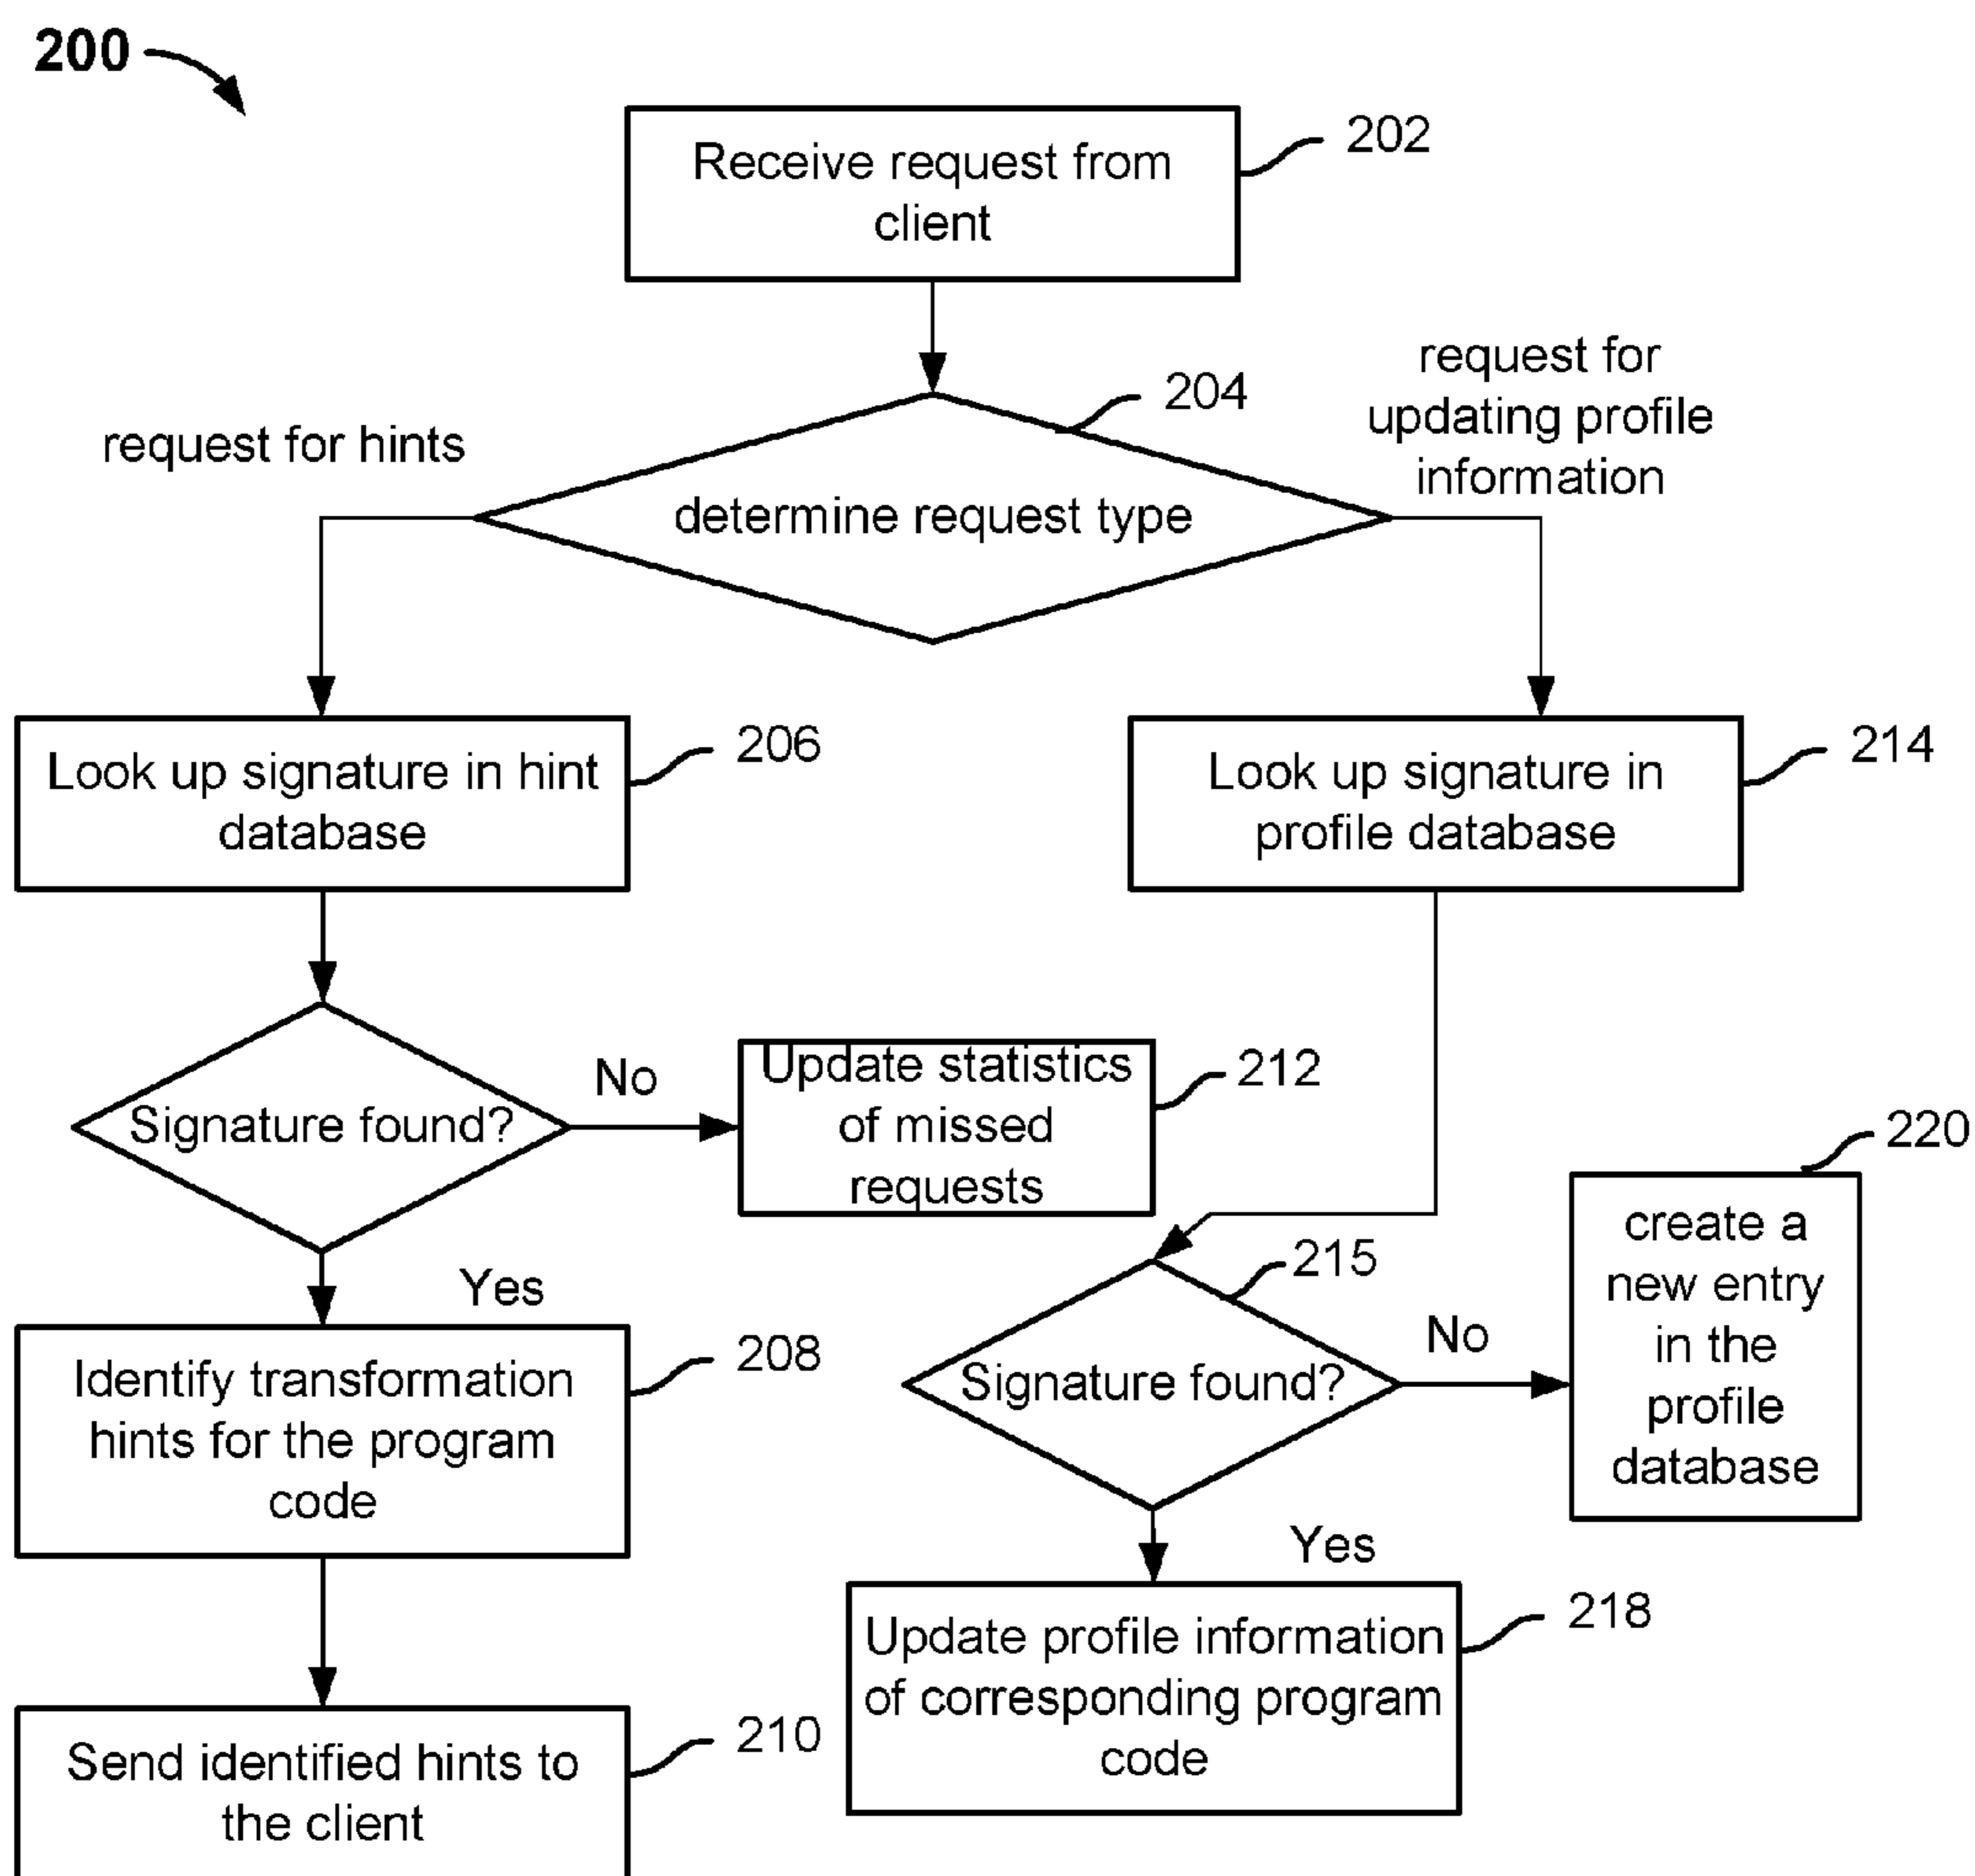 200
Receive request from
client
202
204
request for hints
request for
updating profile
information
determine request type
Look up signature in hint
database
206
Look up signature in
profile database
214
Signature found?
No
Update statistics
of missed
requests
212
Yes
220
create a
new entry
in the
profile
database
215
Signature found?
No
Yes
Identify transformation
hints for the program
code
208
Update profile information
of corresponding program
code
218
Send identified hints to
the client
210